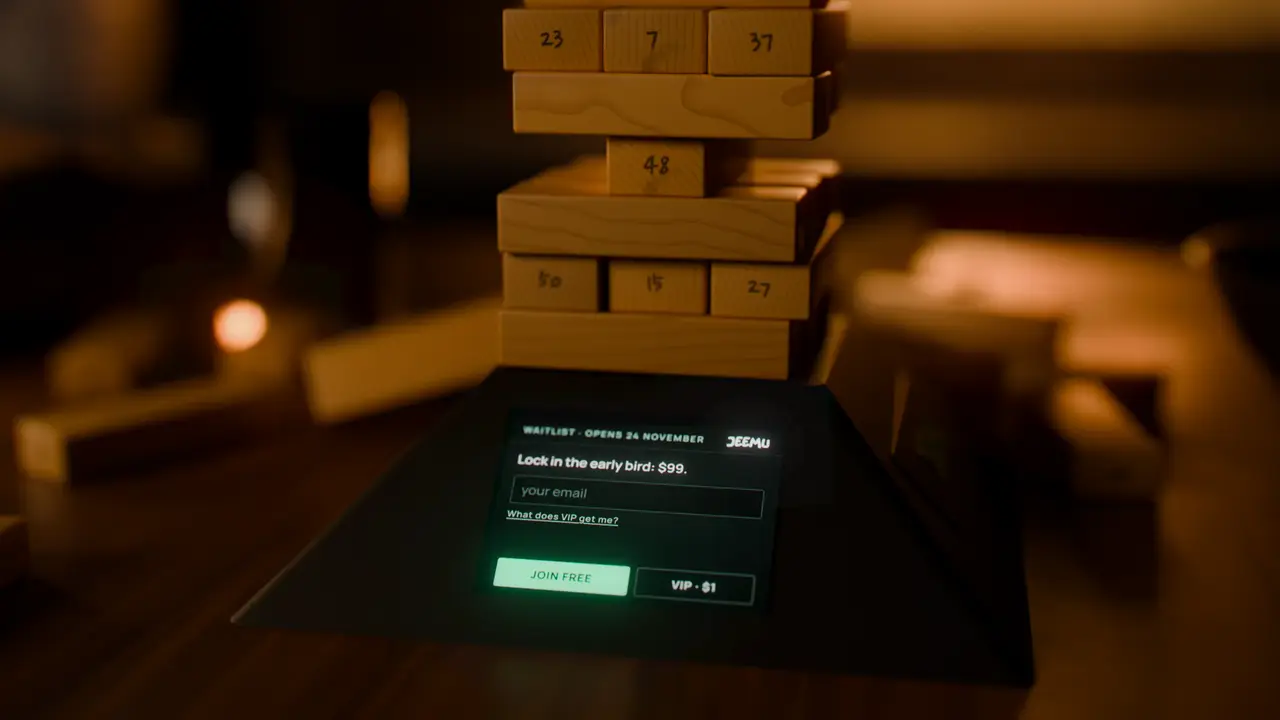 23 7 37
48
50 15 27
WAITLIST · OPENS 24 NOVEMBER JEEMU
Lock in the early bird: $99.
your email
What does VIP get me?
JOIN FREE VIP · $1